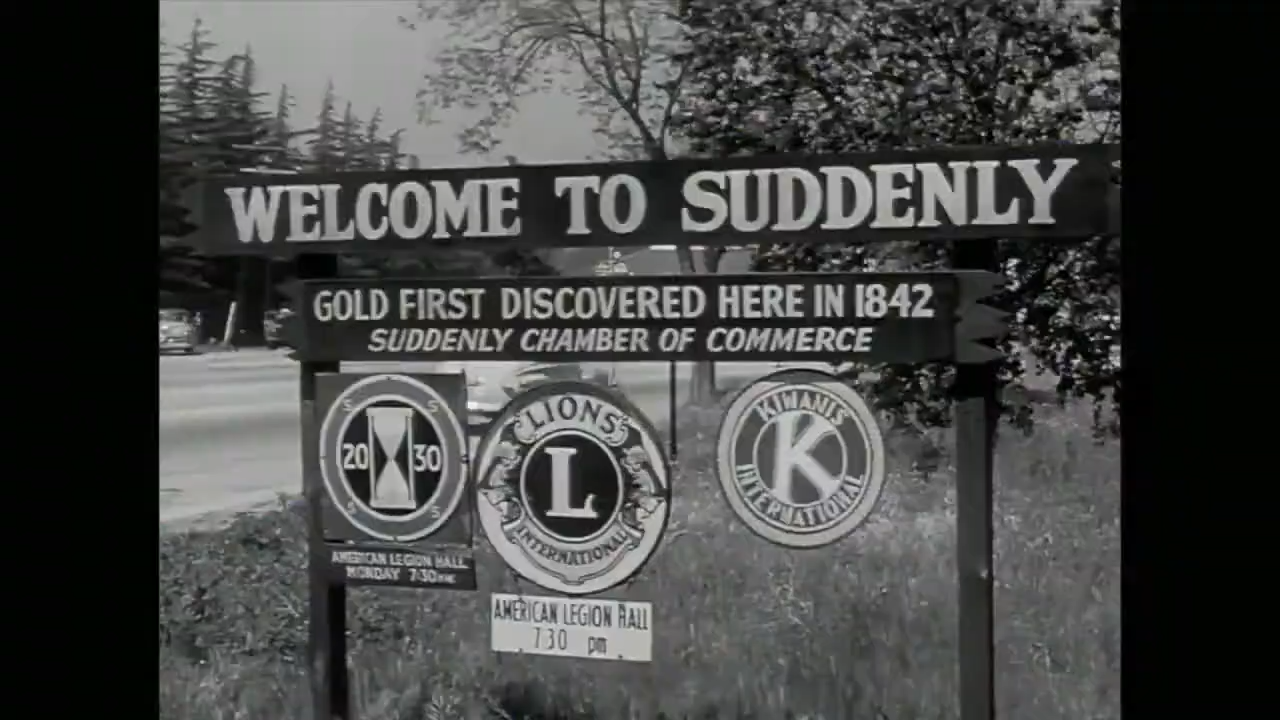 WELCOME TO SUDDENLY
GOLD FIRST DISCOVERED HERE IN 1842
SUDDENLY CHAMBER OF COMMERCE
S S
20 30
S S
AMERICAN LEGION HALL
MONDAY 7:30 P.M.
LIONS
L
INTERNATIONAL
AMERICAN LEGION HALL
7 30 pm
KIWANIS
K
INTERNATIONAL